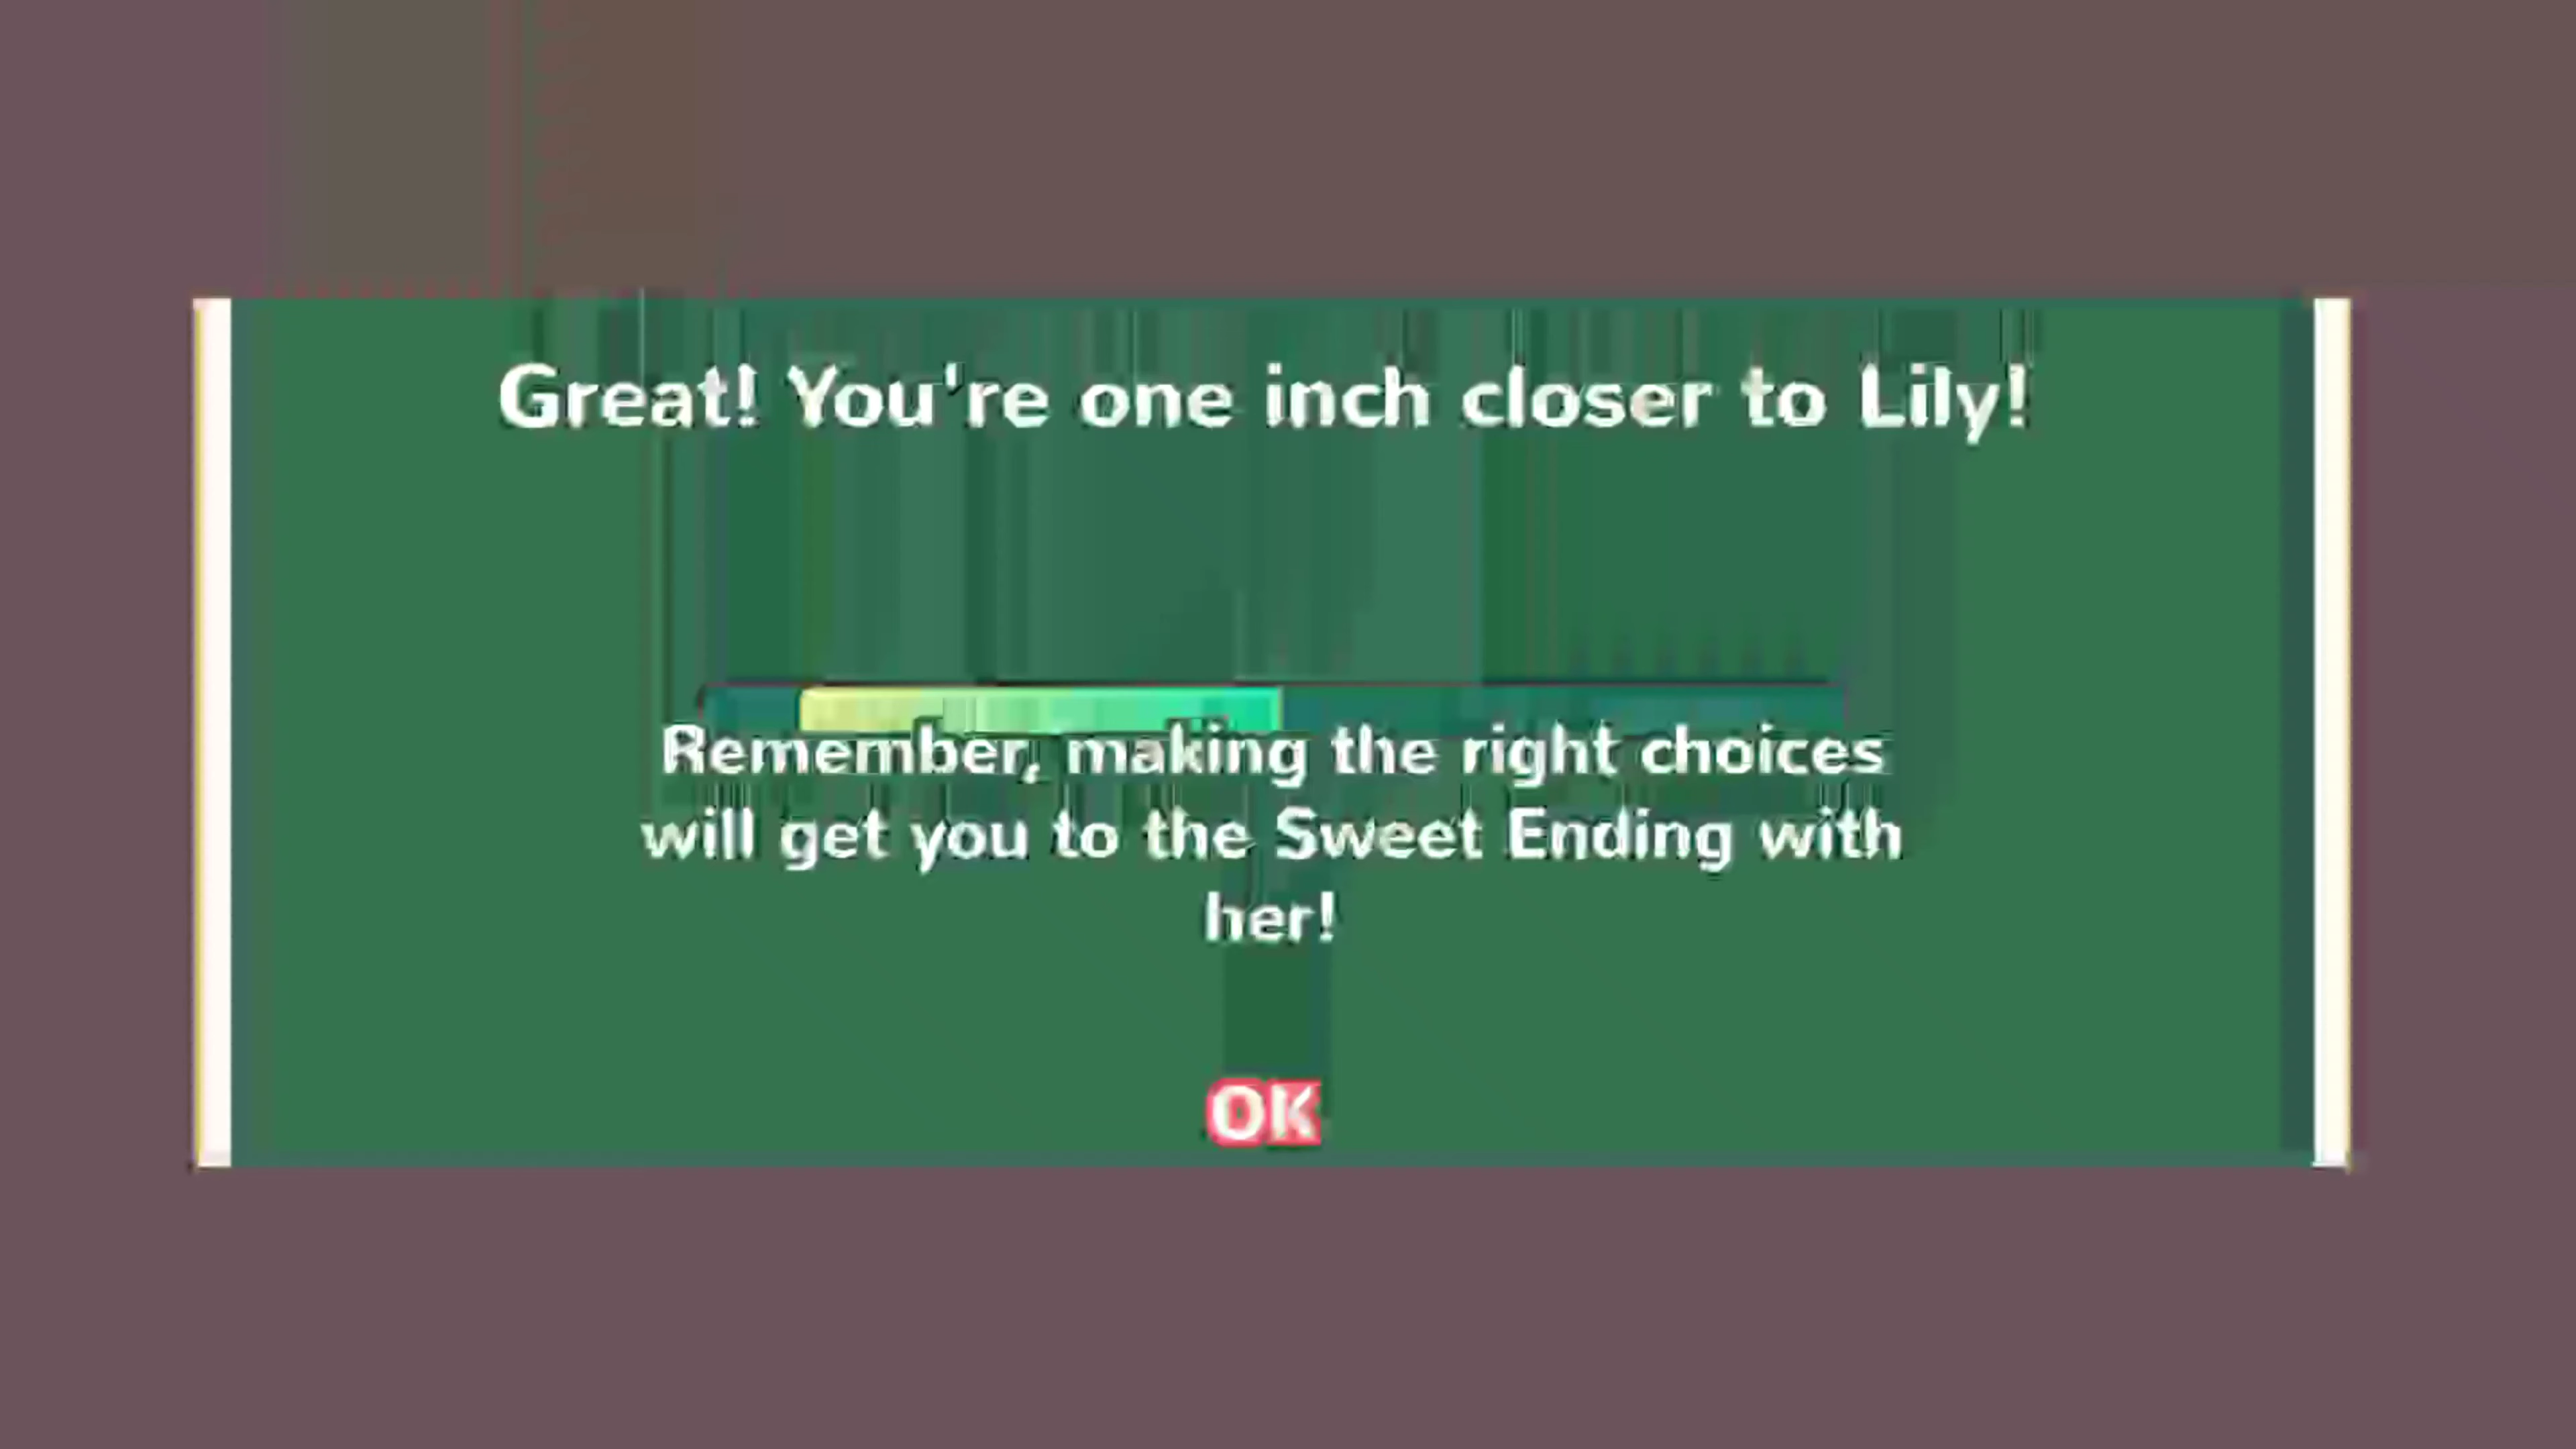 Great! You're one inch closer to Lily!
Remember, making the right choices
will get you to the Sweet Ending with
her!
OK